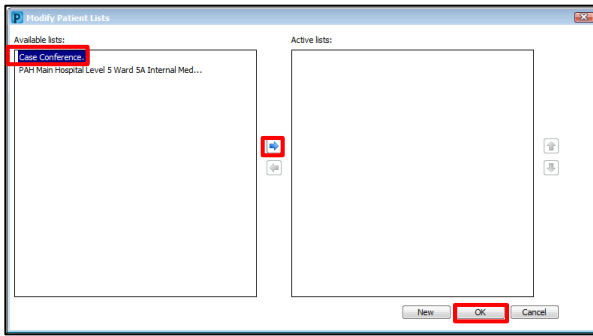 Modify Patient Lists
Available lists:
Active lists:
Case Conference.
PAH Main Hospital Level 5 Ward 5A Internal Med...
New
OK
Cancel